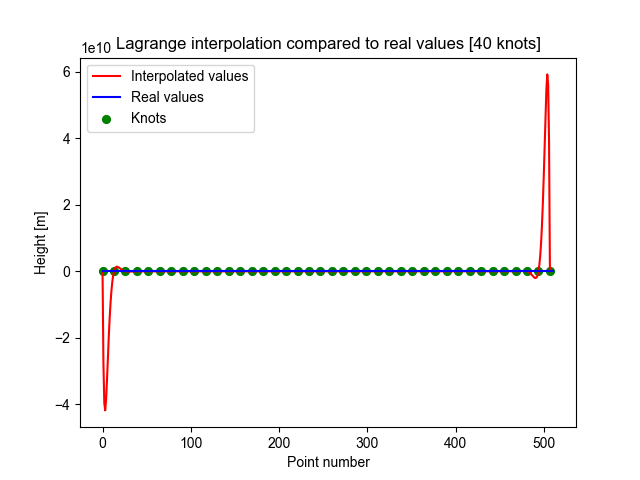 Lagrange interpolation compared to real values [40 knots]
1e10
Interpolated values
Real values
Knots
6
4
2
0
−2
−4
Height [m]
0 100 200 300 400 500
Point number